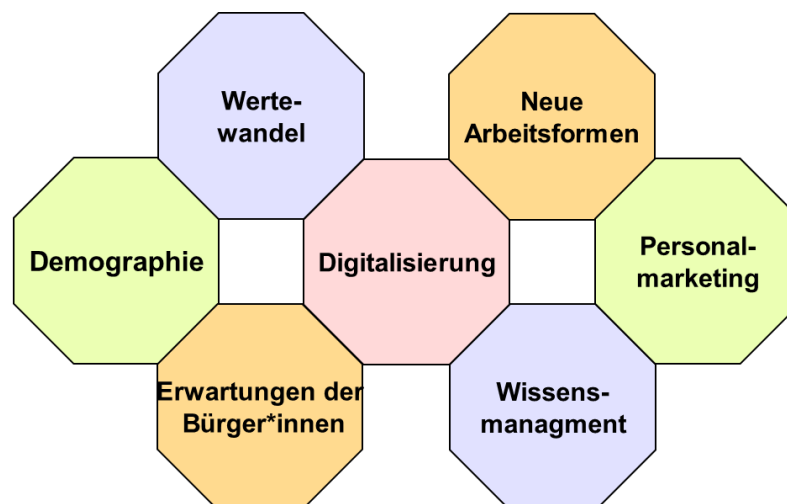 Werte-
wandel
Neue
Arbeitsformen
Demographie
Digitalisierung
Personal-
marketing
Erwartungen der
Bürger*innen
Wissens-
managment